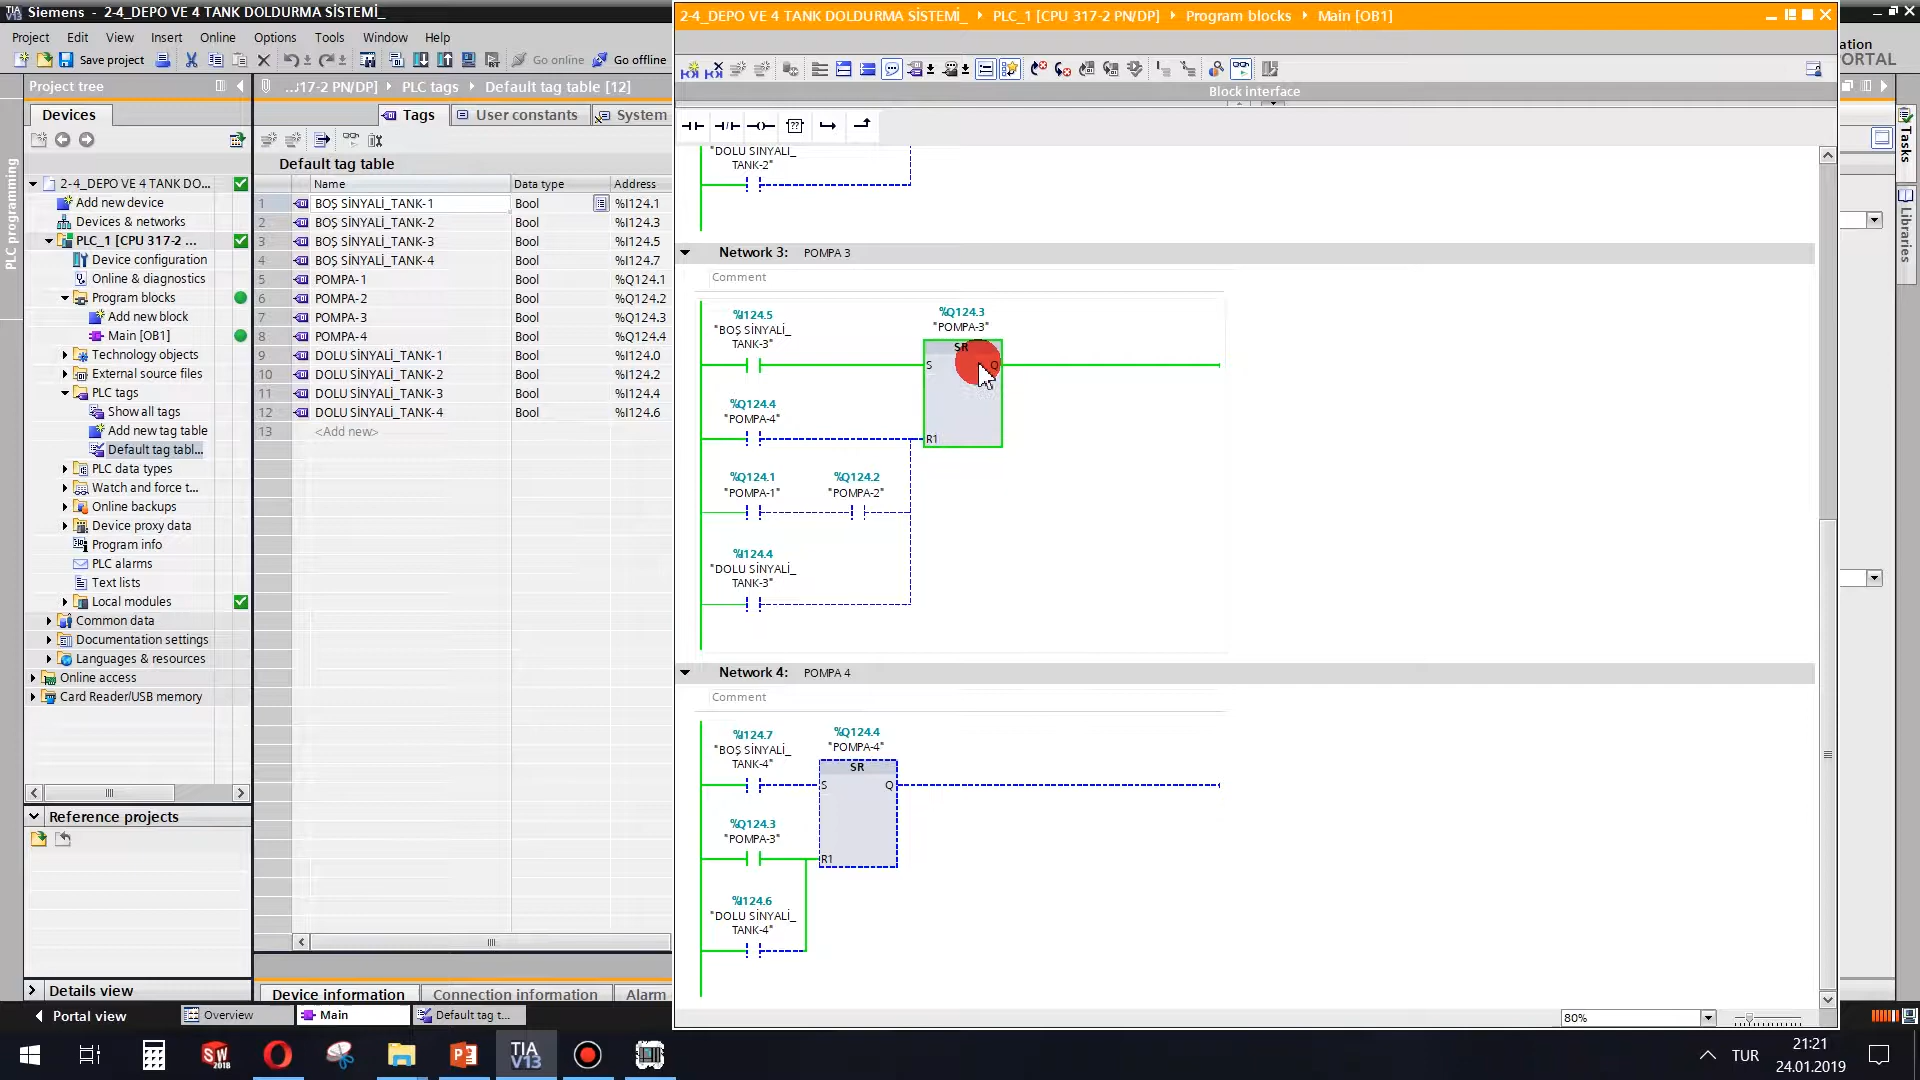 Siemens - 2-4_DEPO VE 4 TANK DOLDURMA SİSTEMİ_
Project Edit View Insert Online Options Tools Window Help
Save project
Go online
Go offline
Project tree
Devices
PLC programming
2-4_DEPO VE 4 TANK DO...
Add new device
Devices & networks
PLC_1 [CPU 317-2 ...
Device configuration
Online & diagnostics
Program blocks
Add new block
Main [OB1]
Technology objects
External source files
PLC tags
Show all tags
Add new tag table
Default tag tabl...
PLC data types
Watch and force t...
Online backups
Device proxy data
Program info
PLC alarms
Text lists
Local modules
Common data
Documentation settings
Languages & resources
Online access
Card Reader/USB memory
Reference projects
Details view
Portal view
Overview
Main
Default tag t...
...J17-2 PN/DP] PLC tags Default tag table [12]
Tags
User constants
System
Default tag table
Name Data type Address
1 BOŞ SİNYALİ_TANK-1 Bool %I124.1
2 BOŞ SİNYALİ_TANK-2 Bool %I124.3
3 BOŞ SİNYALİ_TANK-3 Bool %I124.5
4 BOŞ SİNYALİ_TANK-4 Bool %I124.7
5 POMPA-1 Bool %Q124.1
6 POMPA-2 Bool %Q124.2
7 POMPA-3 Bool %Q124.3
8 POMPA-4 Bool %Q124.4
9 DOLU SİNYALİ_TANK-1 Bool %I124.0
10 DOLU SİNYALİ_TANK-2 Bool %I124.2
11 DOLU SİNYALİ_TANK-3 Bool %I124.4
12 DOLU SİNYALİ_TANK-4 Bool %I124.6
13 <Add new>
Device information
Connection information
Alarm
2-4_DEPO VE 4 TANK DOLDURMA SİSTEMİ_ PLC_1 [CPU 317-2 PN/DP] Program blocks Main [OB1]
Block interface
"DOLU SİNYALİ_
TANK-2"
Network 3: POMPA 3
Comment
%I124.5
"BOŞ SİNYALİ_
TANK-3"
%Q124.3
"POMPA-3"
SR
S
Q
%Q124.4
"POMPA-4"
R1
%Q124.1
"POMPA-1"
%Q124.2
"POMPA-2"
%I124.4
"DOLU SİNYALİ_
TANK-3"
Network 4: POMPA 4
Comment
%I124.7
"BOŞ SİNYALİ_
TANK-4"
%Q124.4
"POMPA-4"
SR
S
Q
%Q124.3
"POMPA-3"
R1
%I124.6
"DOLU SİNYALİ_
TANK-4"
80%
ation
PORTAL
Tasks
Libraries
SW
2018
TIA
V13
TUR
21:21
24.01.2019